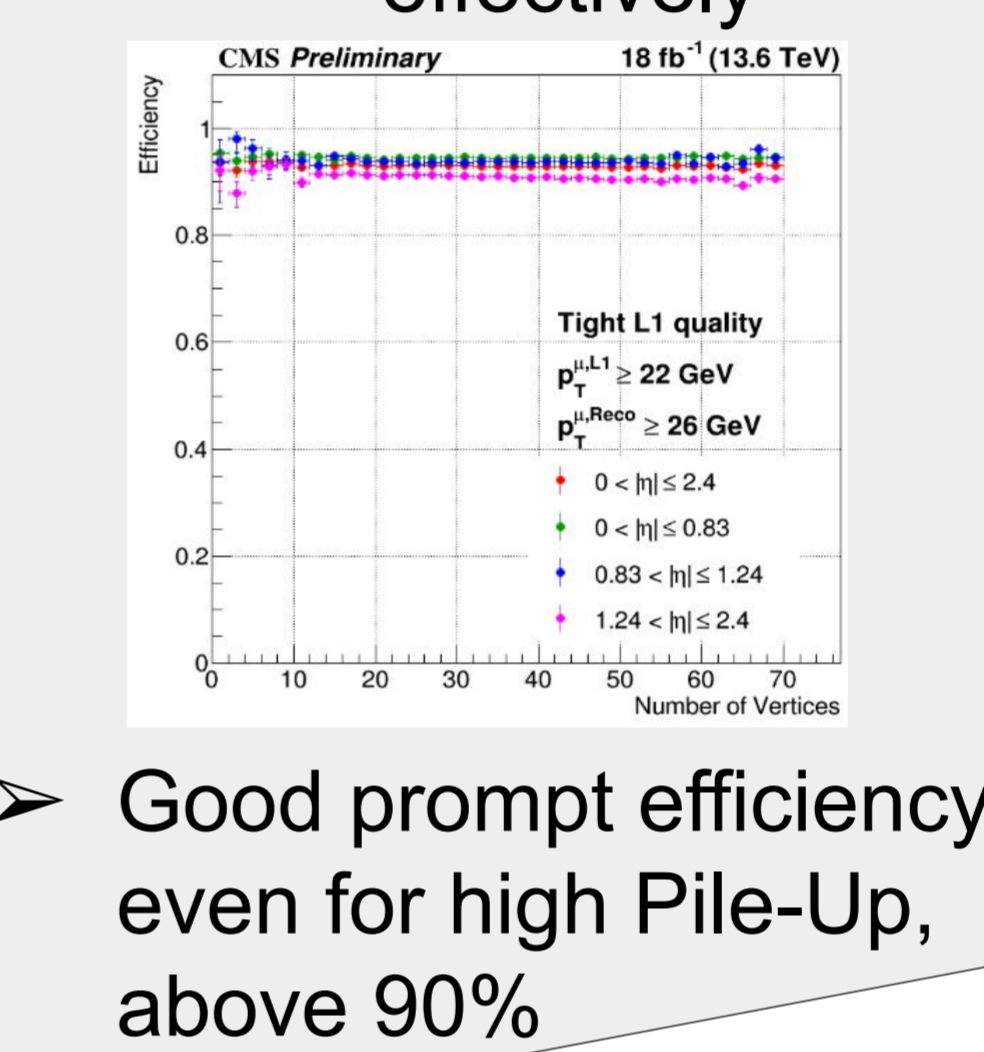 effectively
CMS Preliminary 18 fb⁻¹ (13.6 TeV)
Efficiency
1
0.8
0.6
0.4
0.2
0
Tight L1 quality
p_T^μ,L1 ≥ 22 GeV
p_T^μ,Reco ≥ 26 GeV
0 < |η| ≤ 2.4
0 < |η| ≤ 0.83
0.83 < |η| ≤ 1.24
1.24 < |η| ≤ 2.4
0 10 20 30 40 50 60 70
Number of Vertices
➢ Good prompt efficiency
even for high Pile-Up,
above 90%